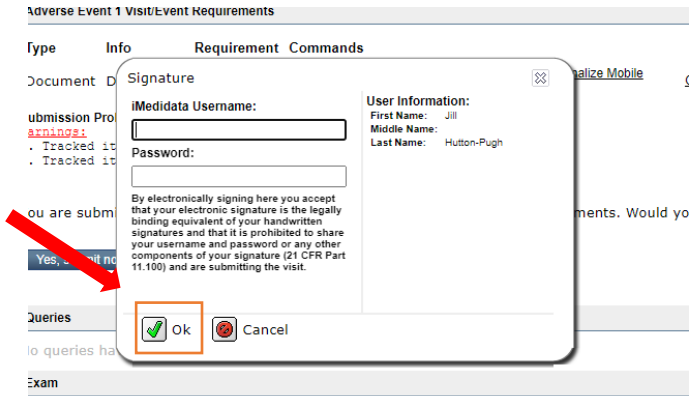 Adverse Event 1 Visit/Event Requirements
Type Info Requirement Commands
Document D
nalize Mobile
Signature
iMedidata Username:
Password:
By electronically signing here you accept
that your electronic signature is the legally
binding equivalent of your handwritten
signatures and that it is prohibited to share
your username and password or any other
components of your signature (21 CFR Part
11.100) and are submitting the visit.
User Information:
First Name: Jill
Middle Name:
Last Name: Hutton-Pugh
Ok Cancel
ubmission Pro
arnings:
. Tracked it
. Tracked it
ou are subm
ments. Would yo
Yes, 
Queries
lo queries ha
Exam